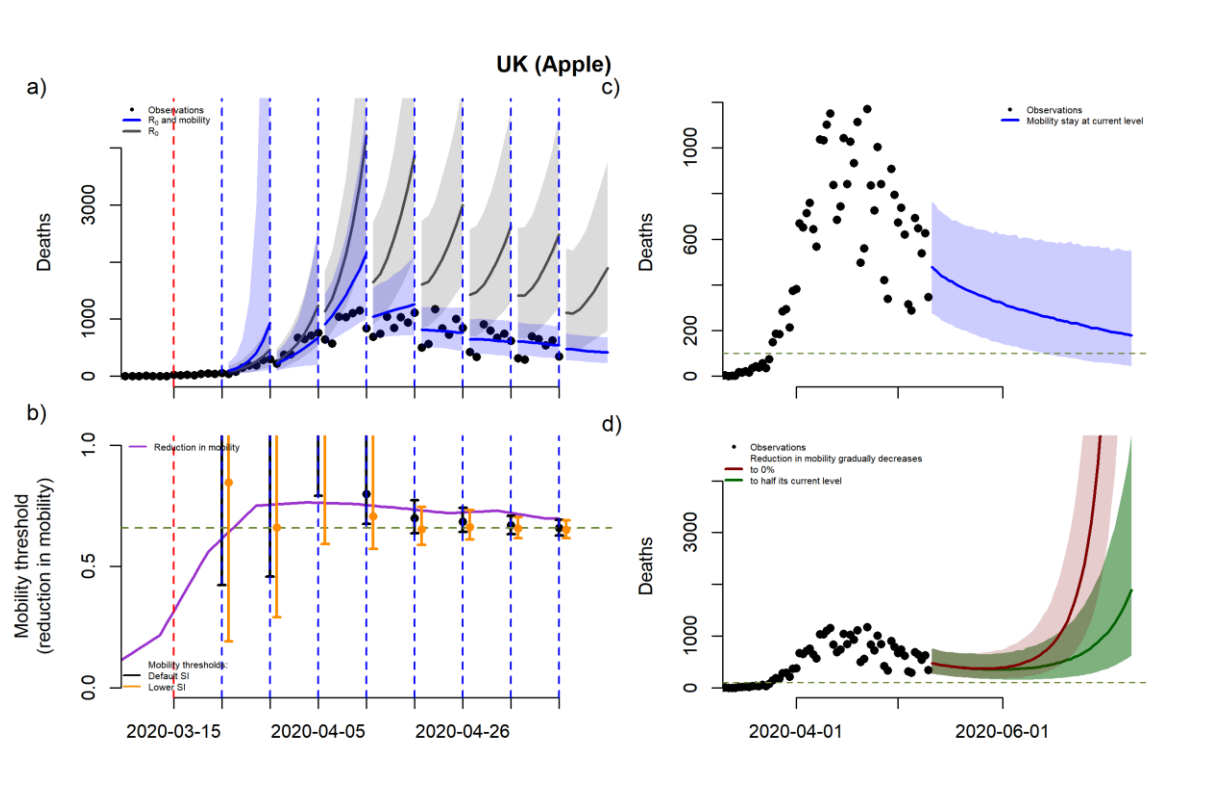 UK (Apple)
a)
Observations
R0 and mobility
R0
Deaths
3000
1000
0
b)
Reduction in mobility
Mobility threshold
(reduction in mobility)
1.0
0.5
0.0
Mobility thresholds:
Default SI
Lower SI
2020-03-15
2020-04-05
2020-04-26
c)
Observations
Mobility stay at current level
Deaths
1000
600
200
0
d)
Observations
Reduction in mobility gradually decreases
to 0%
to half its current level
Deaths
3000
1000
0
2020-04-01
2020-06-01